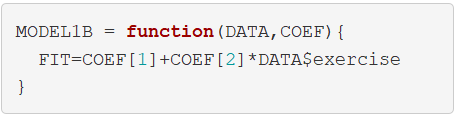 MODEL1B = function(DATA,COEF){
  FIT=COEF[1]+COEF[2]*DATA$exercise
}